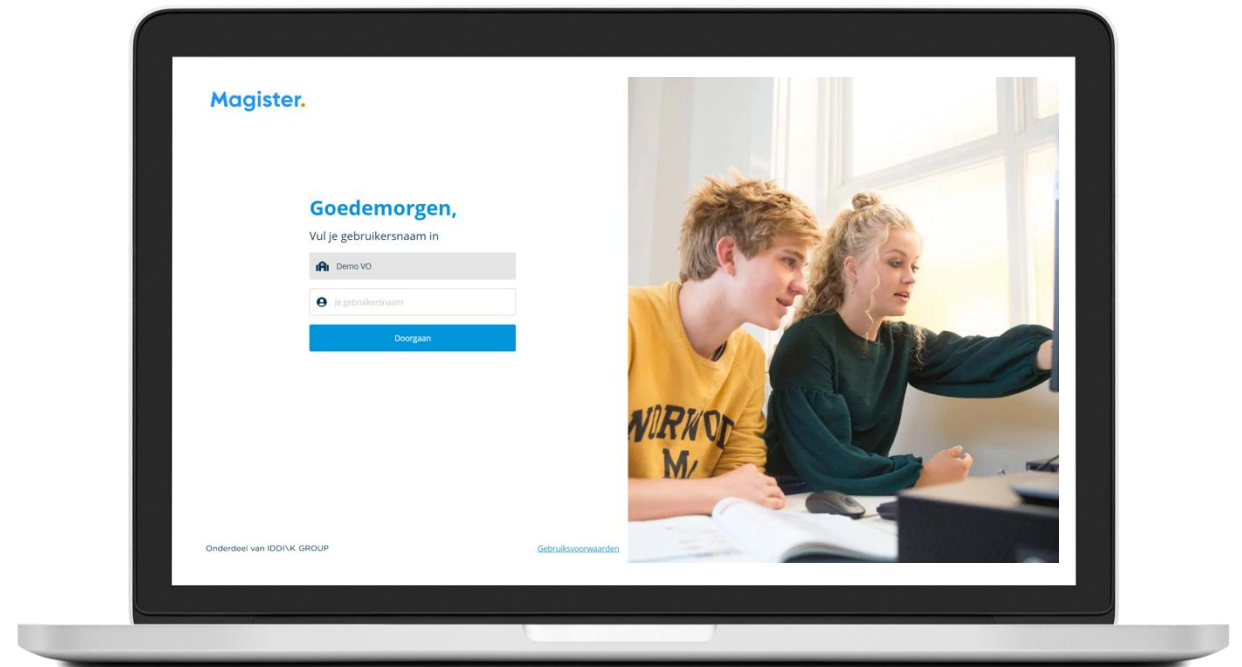 Magister.
Goedemorgen,
Vul je gebruikersnaam in
Demo VO
Je gebruikersnaam
Doorgaan
Onderdeel van IDDINK GROUP
Gebruiksvoorwaarden